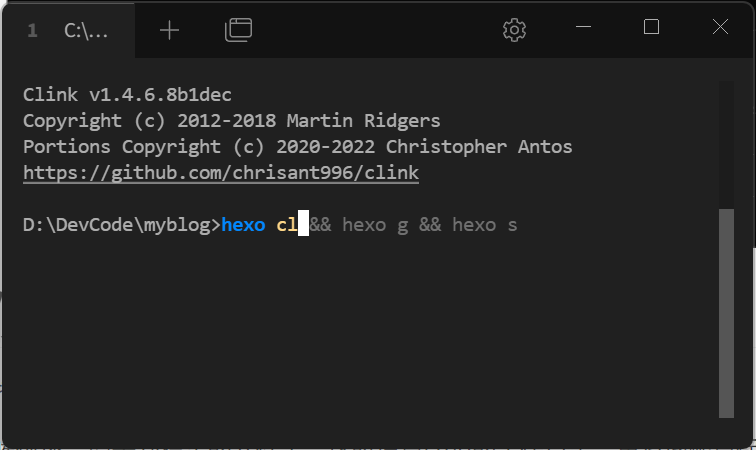 1 C:\...
Clink v1.4.6.8b1dec
Copyright (c) 2012-2018 Martin Ridgers
Portions Copyright (c) 2020-2022 Christopher Antos
https://github.com/chrisant996/clink
D:\DevCode\myblog>hexo cl && hexo g && hexo s